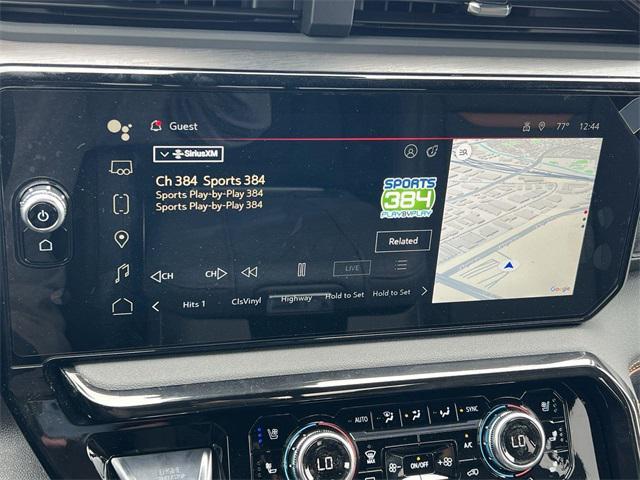 Guest
77° 12:44
SiriusXM
Ch 384 Sports 384
Sports Play-by-Play 384
Sports Play-by-Play 384
SPORTS
384
PLAYBYPLAY
Related
CH CH LIVE
Hits 1 ClsVinyl Highway Hold to Set Hold to Set
Google
AUTO SYNC
LO LO
MAX ON/OFF A/C